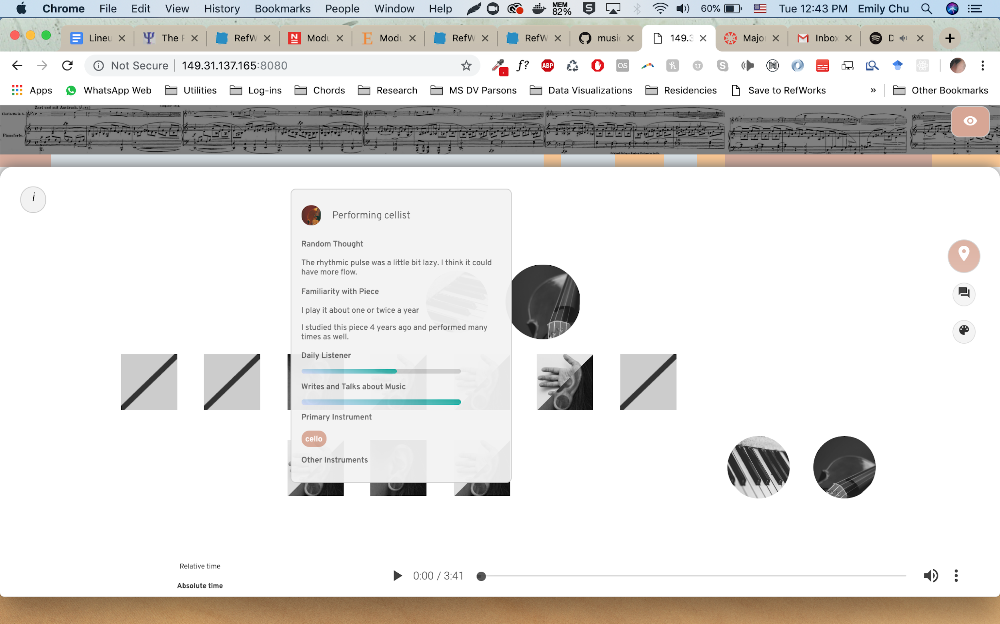 Chrome File Edit View History Bookmarks People Window Help MEM 82% 60% Tue 12:43 PM Emily Chu
Lineu The P RefW Modu Modu RefW RefW music 149.3 Major Inbox D
Not Secure 149.31.137.165:8080 f? ABP
Apps WhatsApp Web Utilities Log-ins Chords Research MS DV Parsons Data Visualizations Residencies Save to RefWorks » Other Bookmarks
Zart und mit Ausdruck.
Clarinetto in A.
Pianoforte.
i
Performing cellist
Random Thought
The rhythmic pulse was a little bit lazy. I think it could
have more flow.
Familiarity with Piece
I play it about one or twice a year
I studied this piece 4 years ago and performed many
times as well.
Daily Listener
Writes and Talks about Music
Primary Instrument
cello
Other Instruments
Relative time
Absolute time
0:00 / 3:41